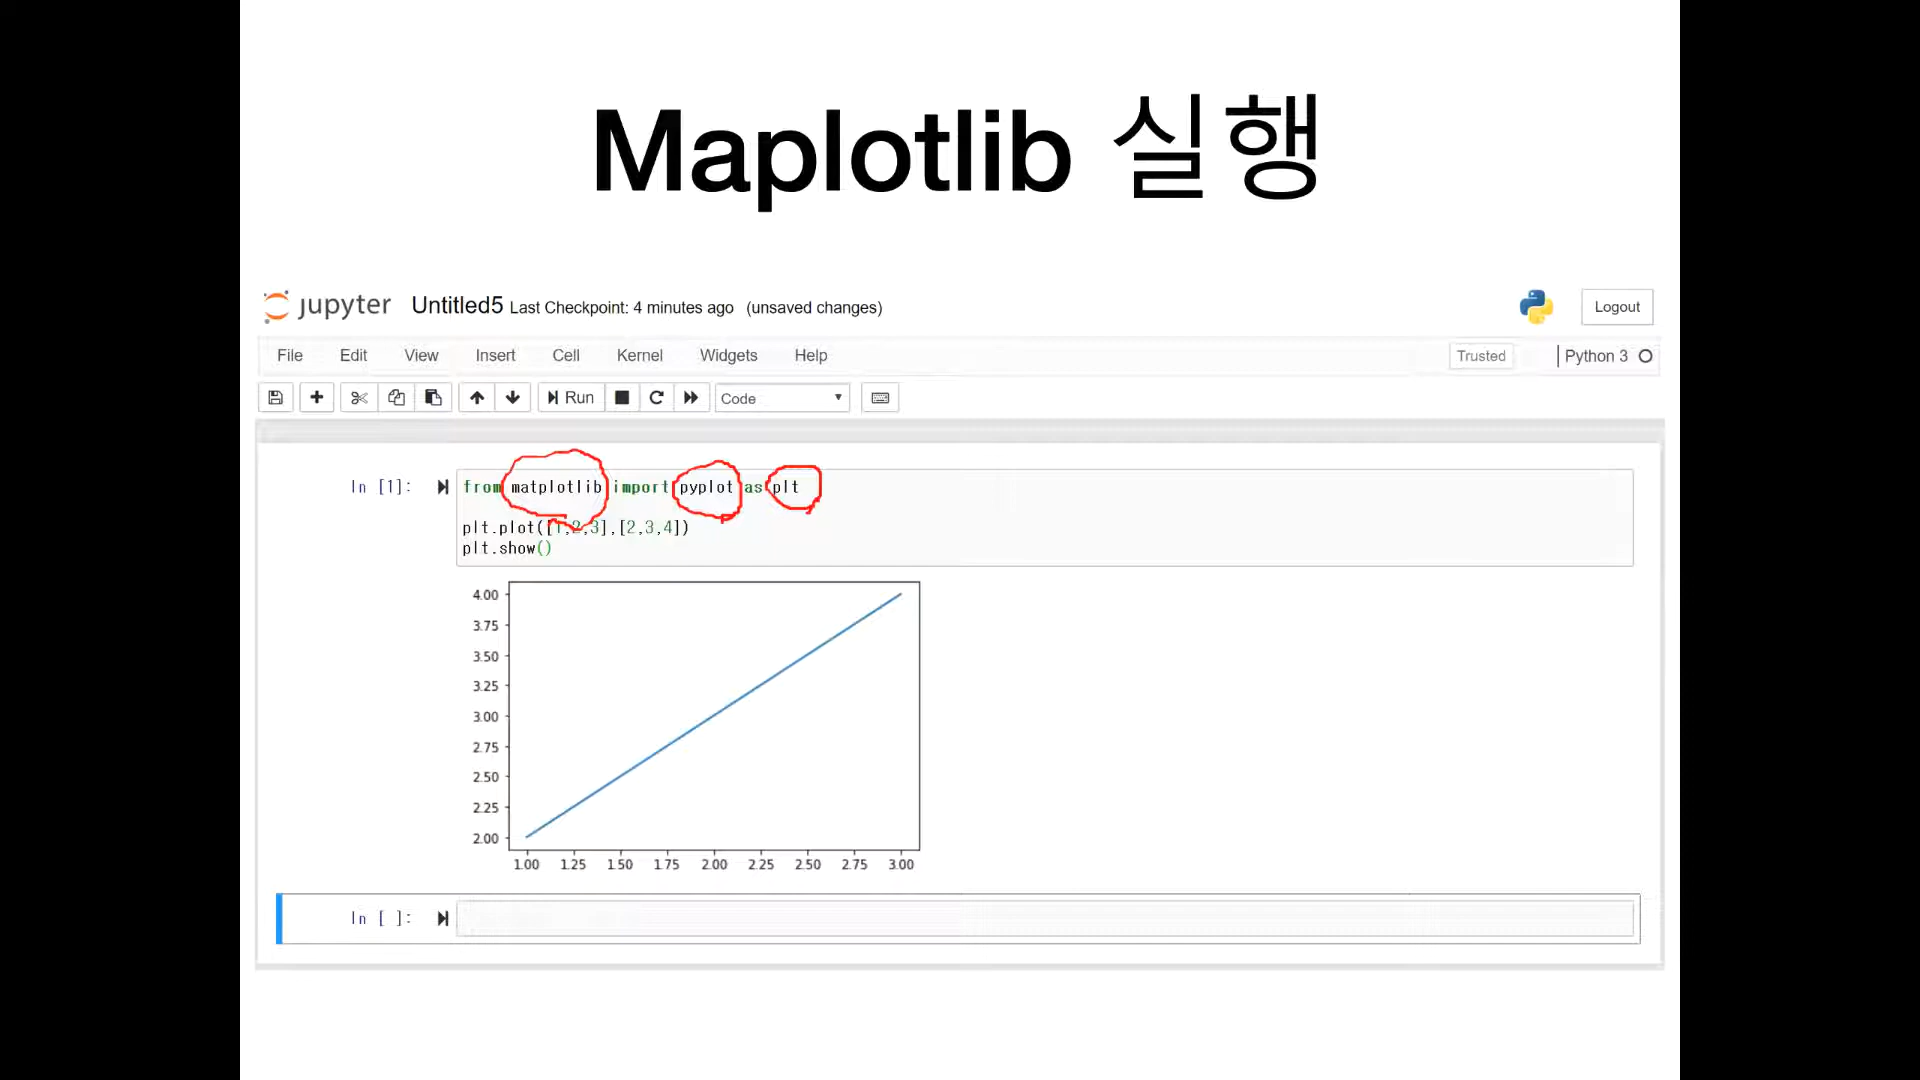 Maplotlib 실행
jupyter Untitled5 Last Checkpoint: 4 minutes ago (unsaved changes) Logout
File Edit View Insert Cell Kernel Widgets Help Trusted Python 3
Run Code
In [1]: from matplotlib import pyplot as plt
plt.plot([1,2,3],[2,3,4])
plt.show()
4.00
3.75
3.50
3.25
3.00
2.75
2.50
2.25
2.00
1.00 1.25 1.50 1.75 2.00 2.25 2.50 2.75 3.00
In [ ]: